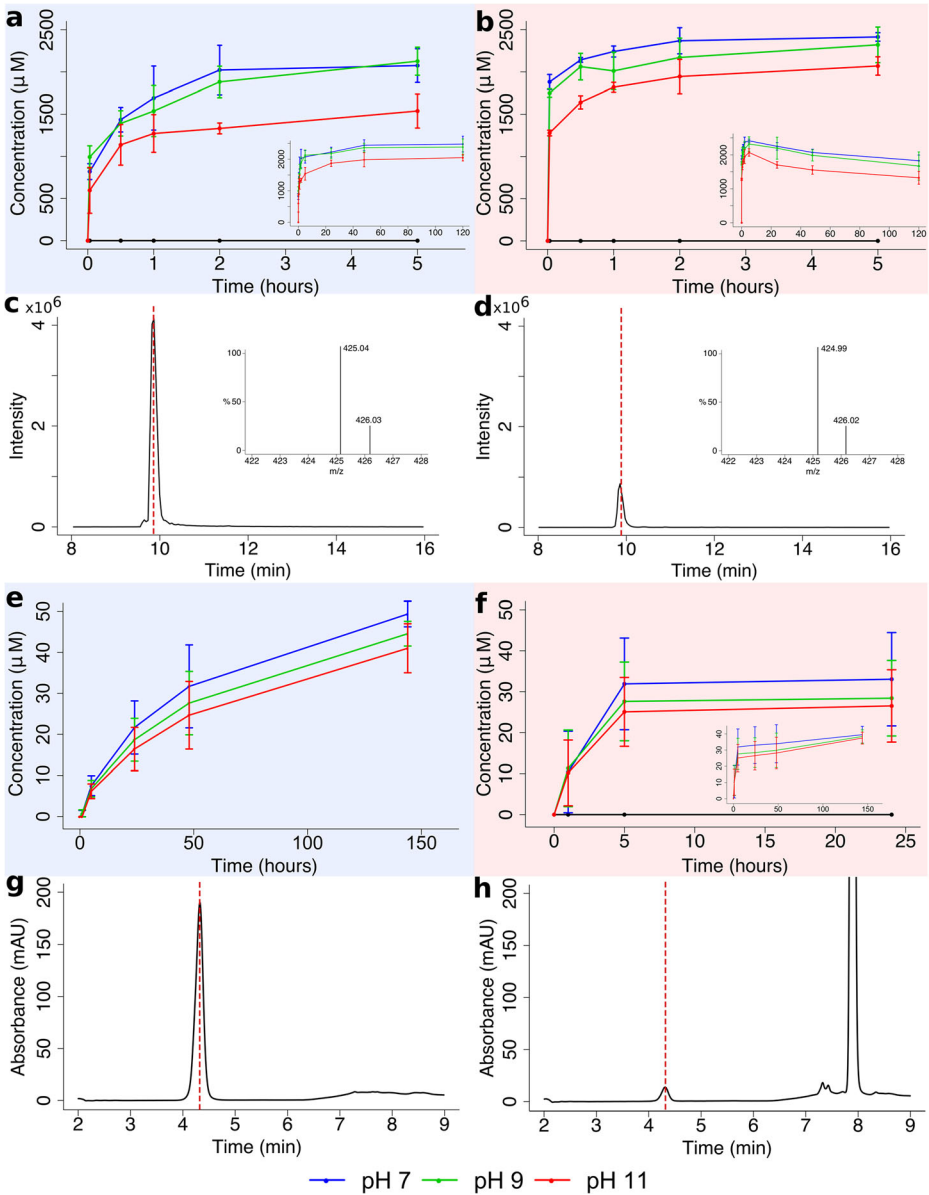 a
Concentration (µ M)
2500
1500
500
0
0 1 2 3 4 5
Time (hours)
2000
1000
0
0 20 40 60 80 100 120
b
Concentration (µ M)
2500
1500
500
0
0 1 2 3 4 5
Time (hours)
2000
1000
0
0 20 40 60 80 100 120
c
x10⁶
Intensity
4
2
0
8 10 12 14 16
Time (min)
100
% 50
0
425.04
426.03
422 423 424 425 426 427 428
m/z
d
x10⁶
Intensity
4
2
0
8 10 12 14 16
Time (min)
100
% 50
0
424.99
426.02
422 423 424 425 426 427 428
m/z
e
Concentration (µ M)
50
40
30
20
10
0
0 50 100 150
Time (hours)
f
Concentration (µ M)
50
40
30
20
10
0
0 5 10 15 20 25
Time (hours)
40
30
20
10
0
0 50 100 150
g
Absorbance (mAU)
200
150
100
50
0
2 3 4 5 6 7 8 9
Time (min)
h
Absorbance (mAU)
200
150
100
50
0
2 3 4 5 6 7 8 9
Time (min)
pH 7 pH 9 pH 11